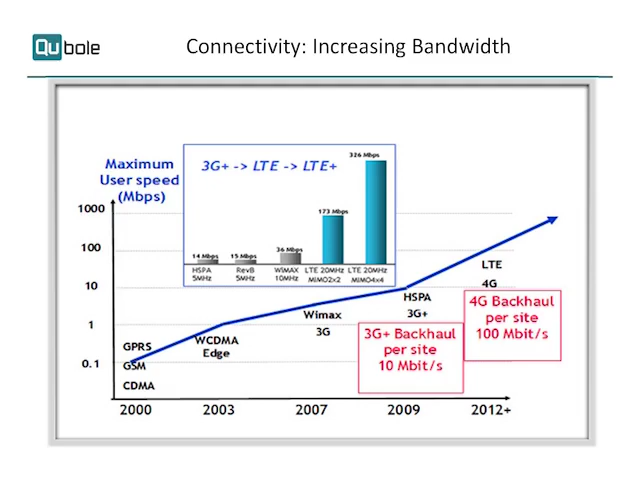 Qubole
Connectivity: Increasing Bandwidth
Maximum
User speed
(Mbps)
3G+ -> LTE -> LTE+
326 Mbps
173 Mbps
36 Mbps
14 Mbps
15 Mbps
HSPA
5MHz
RevB
5MHz
WiMAX
10MHz
LTE 20MHz
MIMO2x2
LTE 20MHz
MIMO4x4
1000
100
10
1
0.1
GPRS
GSM
CDMA
WCDMA
Edge
Wimax
3G
HSPA
3G+
LTE
4G
3G+ Backhaul
per site
10 Mbit/s
4G Backhaul
per site
100 Mbit/s
2000
2003
2007
2009
2012+